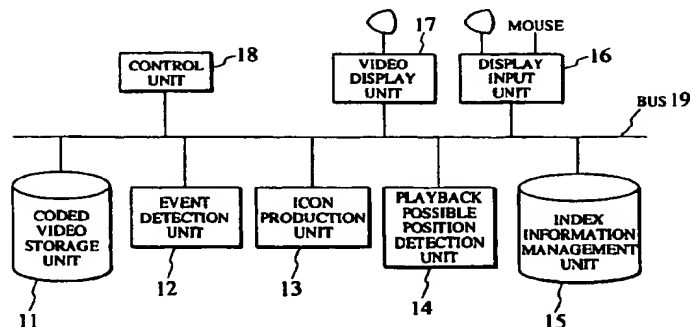 17
MOUSE
CONTROL
UNIT
18
VIDEO
DISPLAY
UNIT
DISPLAY
INPUT
UNIT
16
BUS 19
CODED
VIDEO
STORAGE
UNIT
EVENT
DETECTION
UNIT
ICON
PRODUCTION
UNIT
PLAYBACK
POSSIBLE
POSITION
DETECTION
UNIT
INDEX
INFORMATION
MANAGEMENT
UNIT
11
12
13
14
15